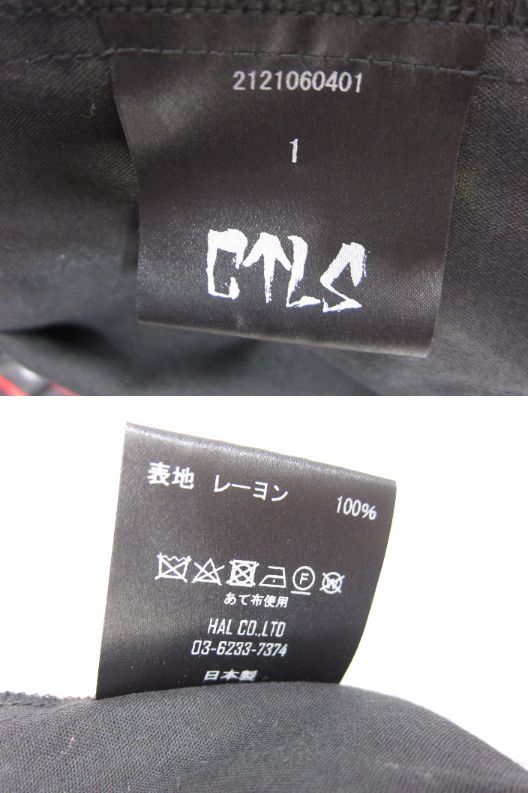 2121060401
1
CTLS
表地 レーヨン 100%
F W
あて布使用
HAL CO.LTD
03-6233-7374
日本製